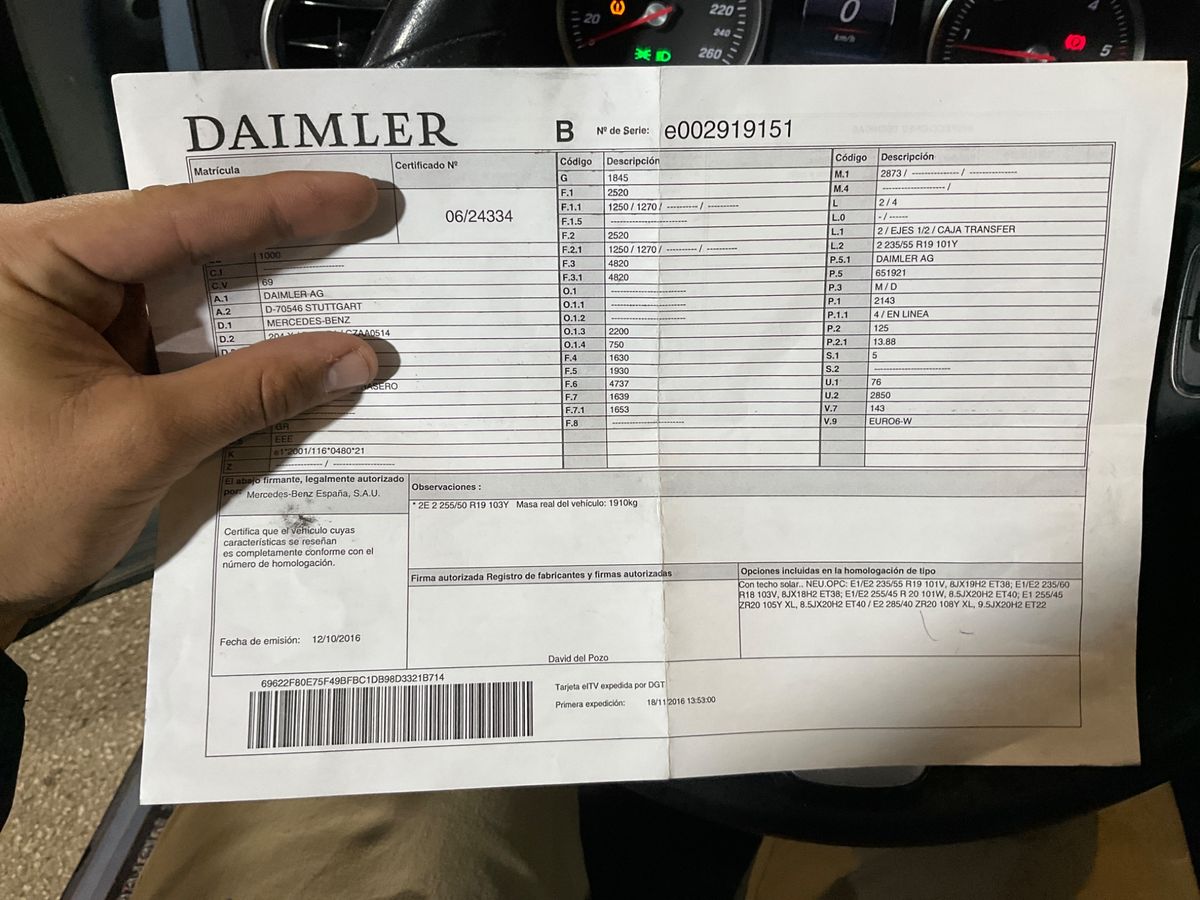 20
220
240
260
0
km/h
1
4
5
DAIMLER
B Nº de Serie: e002919151
Matrícula
Certificado Nº
06/24334
1000
C.I --------------------
C.V 69
A.1 DAIMLER AG
A.2 D-70546 STUTTGART
D.1 MERCEDES-BENZ
D.2 CZAA0514
GR
EEE
K e1*2001/116*0480*21
Z --------------- / -------------------
Código Descripción
G 1845
F.1 2520
F.1.1 1250 / 1270 / ---------- / ----------
F.1.5 ------------------------
F.2 2520
F.2.1 1250 / 1270 / ---------- / ----------
F.3 4820
F.3.1 4820
O.1 ------------------------
O.1.1 ------------------------
O.1.2 ------------------------
O.1.3 2200
O.1.4 750
F.4 1630
F.5 1930
F.6 4737
F.7 1639
F.7.1 1653
F.8 ------------------------
Código Descripción
M.1 2873 / --------------- / ---------------
M.4 ------------------- /
L 2 / 4
L.0 - / ------
L.1 2 / EJES 1/2 / CAJA TRANSFER
L.2 2 235/55 R19 101Y
P.5.1 DAIMLER AG
P.5 651921
P.3 M / D
P.1 2143
P.1.1 4 / EN LINEA
P.2 125
P.2.1 13.88
S.1 5
S.2 ------------------------
U.1 76
U.2 2850
V.7 143
V.9 EURO6-W
El abajo firmante, legalmente autorizado
por: Mercedes-Benz España, S.A.U.
Certifica que el vehículo cuyas
características se reseñan
es completamente conforme con el
número de homologación.
Fecha de emisión: 12/10/2016
Observaciones :
* 2E 2 255/50 R19 103Y Masa real del vehículo: 1910kg
Firma autorizada Registro de fabricantes y firmas autorizadas
David del Pozo
Opciones incluidas en la homologación de tipo
Con techo solar.. NEU.OPC: E1/E2 235/55 R19 101V, 8JX19H2 ET38; E1/E2 235/60
R18 103V, 8JX18H2 ET38; E1/E2 255/45 R 20 101W, 8.5JX20H2 ET40; E1 255/45
ZR20 105Y XL, 8.5JX20H2 ET40 / E2 285/40 ZR20 108Y XL, 9.5JX20H2 ET22
69622F80E75F49BFBC1DB98D3321B714
Tarjeta eITV expedida por DGT
Primera expedición: 18/11/2016 13:53:00